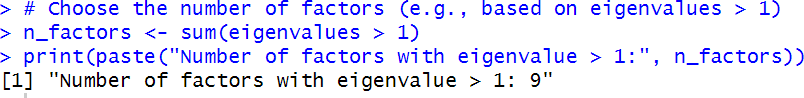 > # Choose the number of factors (e.g., based on eigenvalues > 1)
> n_factors <- sum(eigenvalues > 1)
> print(paste("Number of factors with eigenvalue > 1:", n_factors))
[1] "Number of factors with eigenvalue > 1: 9"